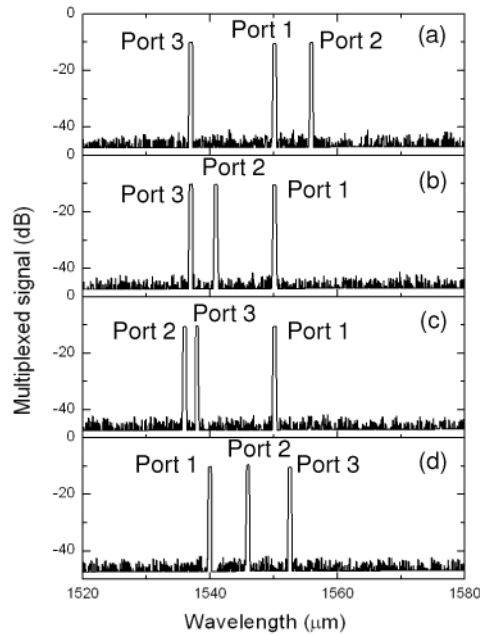 0
Port 3 Port 1 Port 2 (a)
-20
-40
0
Port 2
Port 3 Port 1 (b)
-20
-40
0
Port 3
Port 2 Port 1 (c)
-20
-40
0
Port 2
Port 1 Port 3 (d)
-20
-40
1520 1540 1560 1580
Wavelength (μm)
Multiplexed signal (dB)